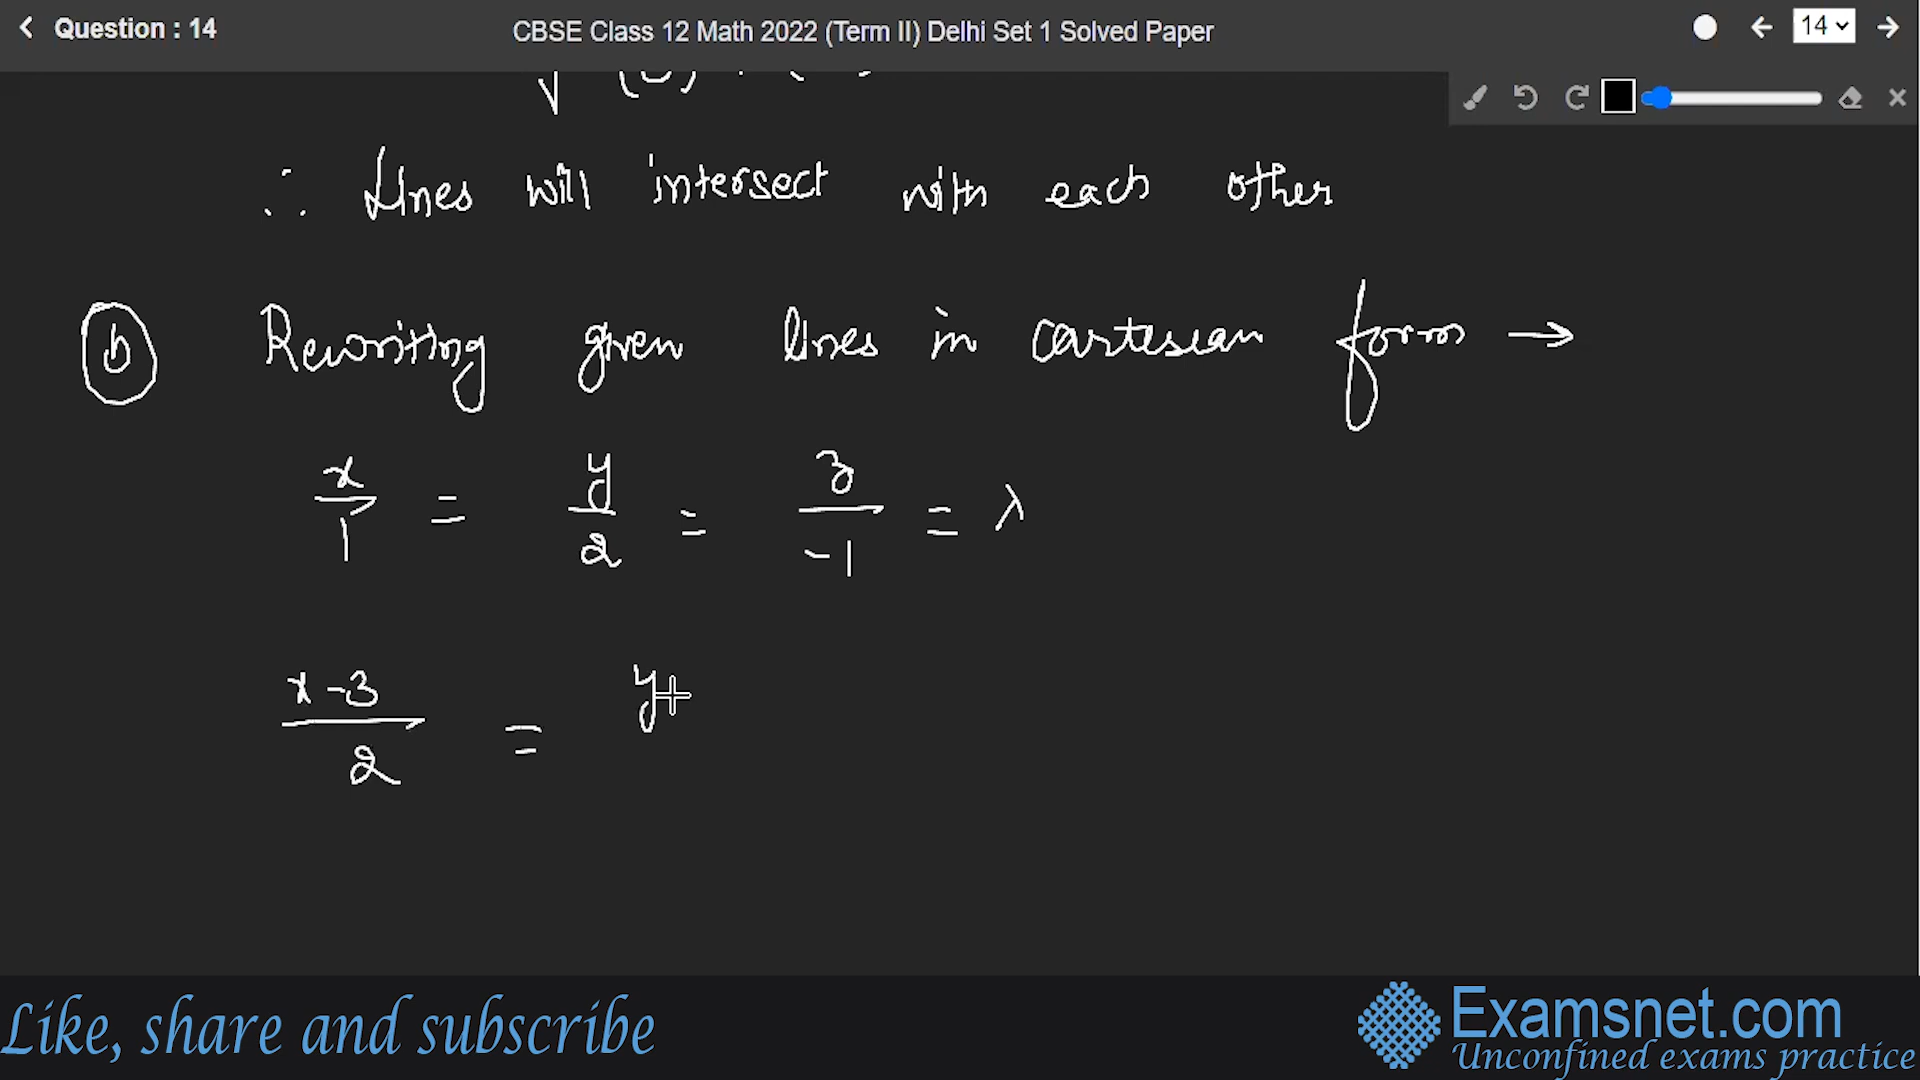 Question : 14
CBSE Class 12 Math 2022 (Term II) Delhi Set 1 Solved Paper
14
∴ Lines will intersect with each other
(b) Rewriting given lines in cartesian form →
x/1 = y/2 = z/-1 = λ
x-3/2 = y
Like, share and subscribe
Examsnet.com
Unconfined exams practice